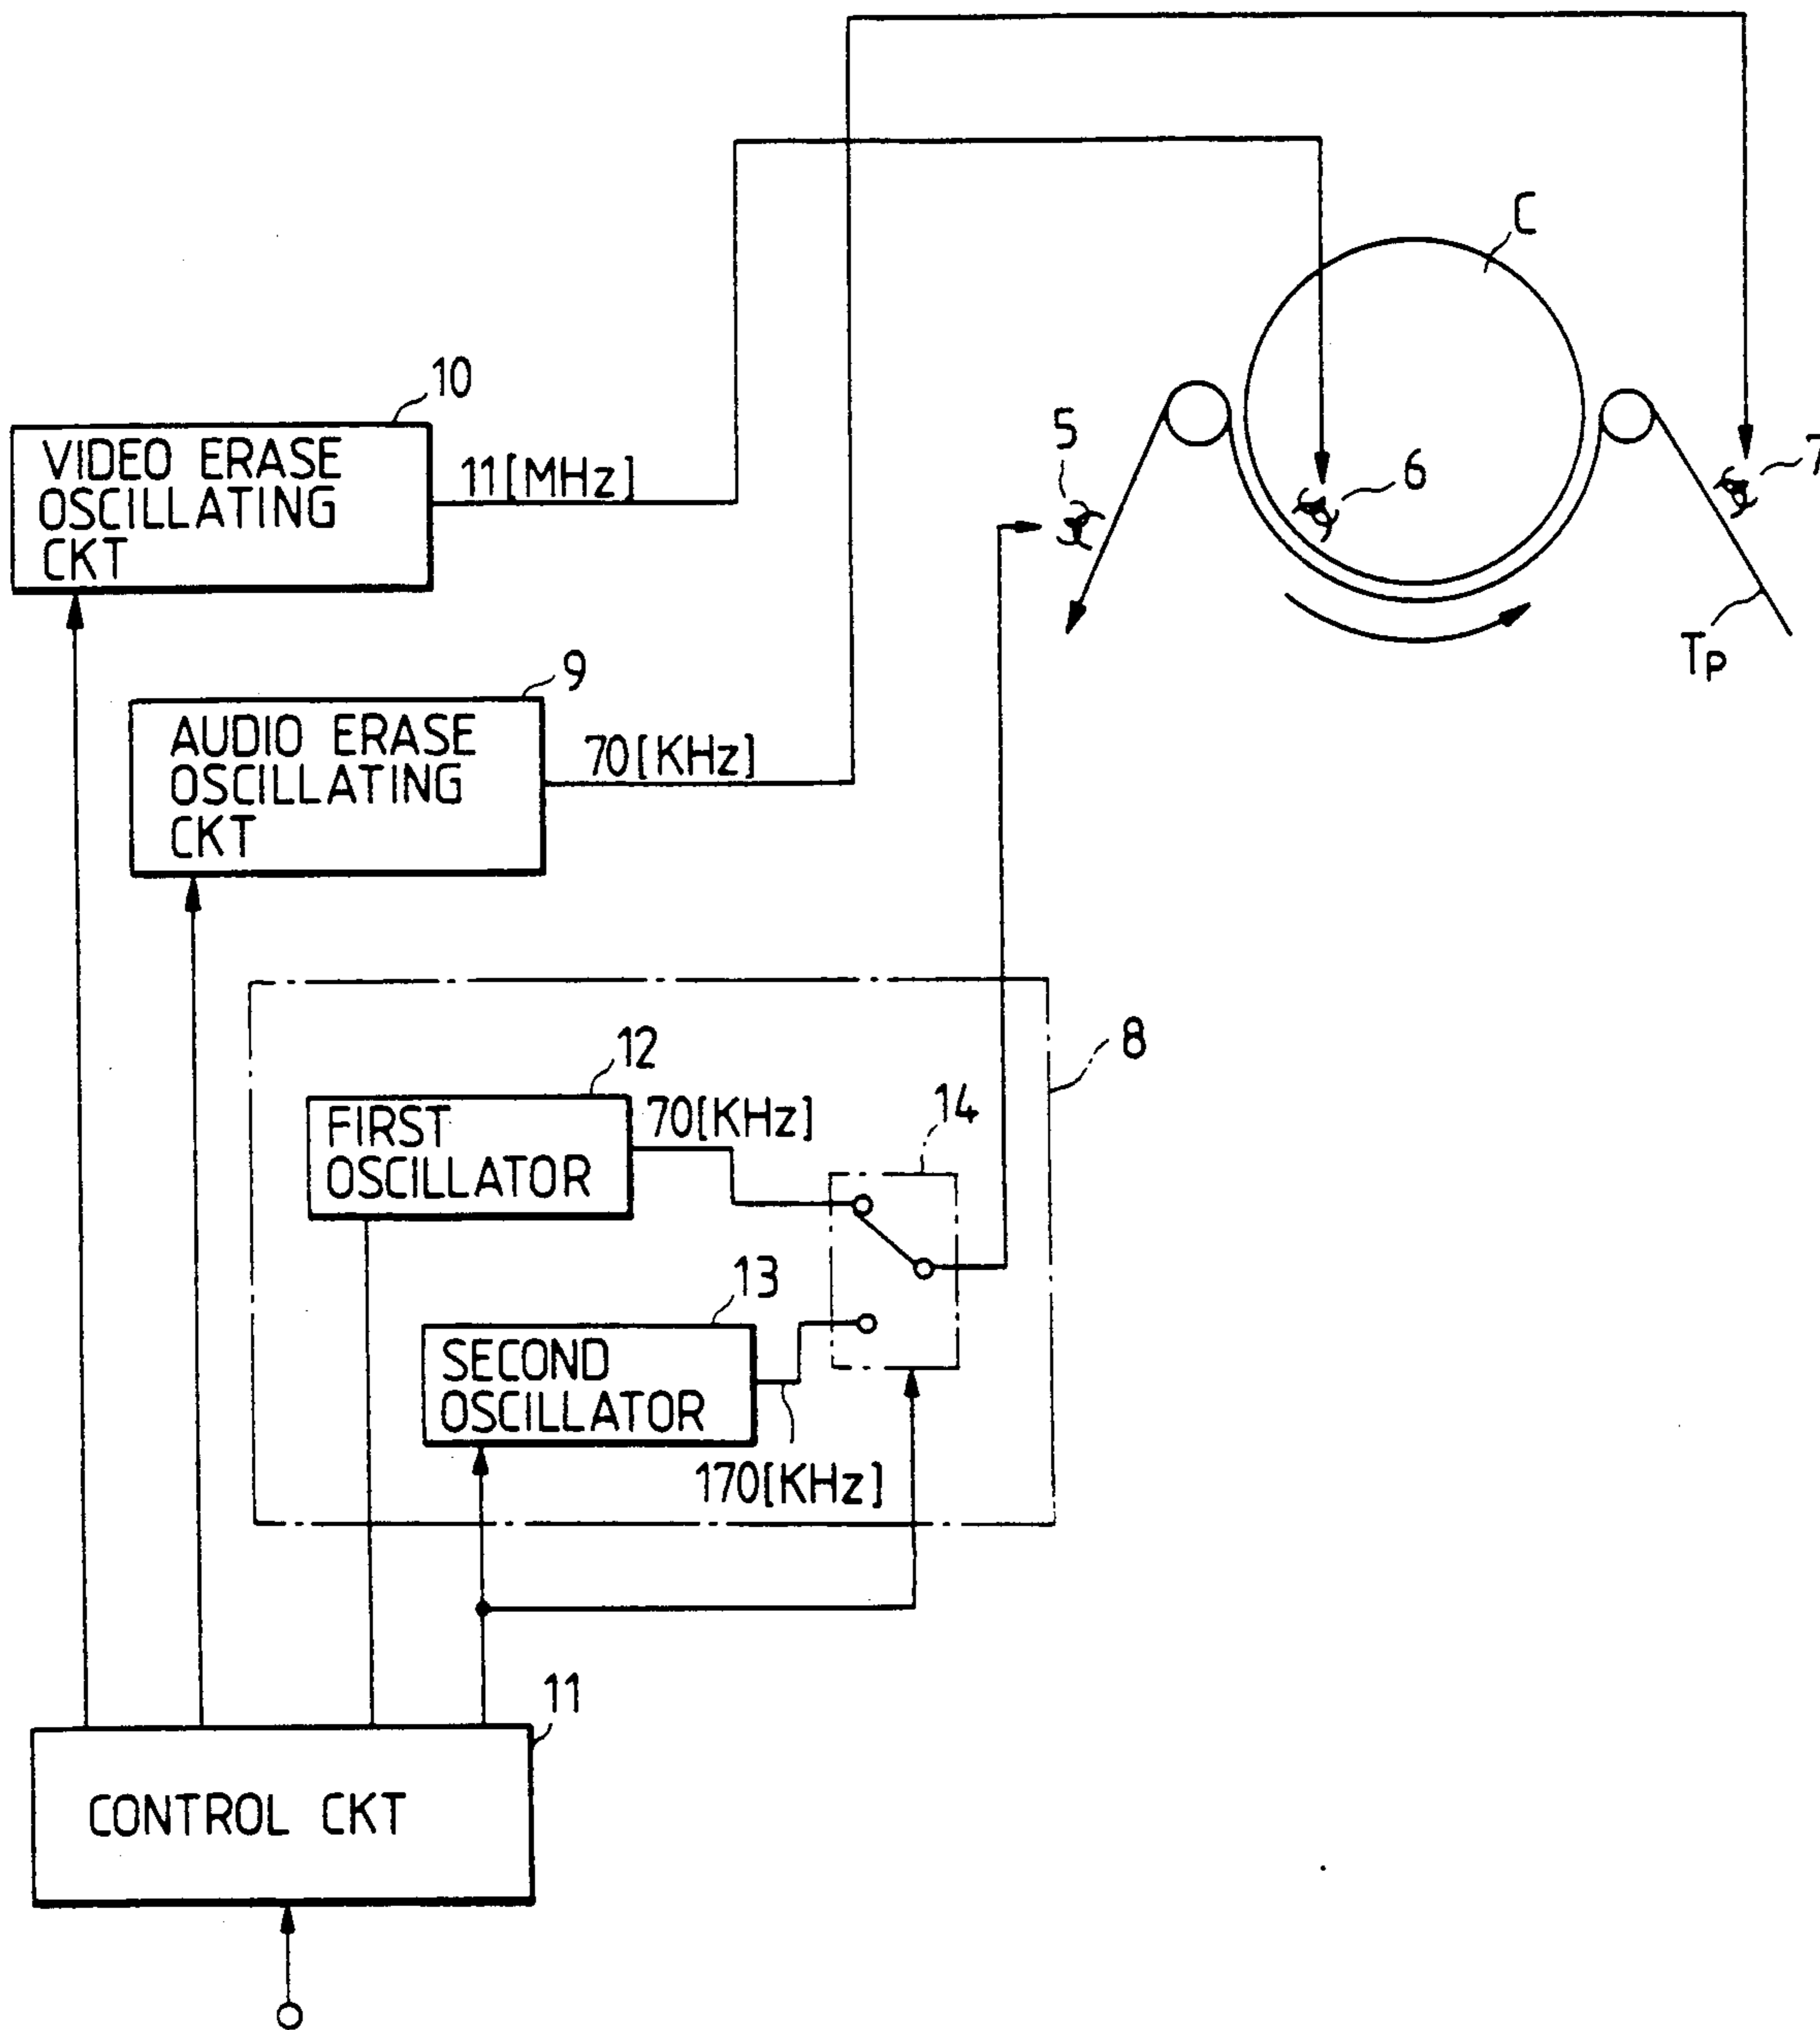 C
10
VIDEO ERASE
OSCILLATING
CKT
11[MHz]
5
6
7
Tp
9
AUDIO ERASE
OSCILLATING
CKT
70[KHz]
8
12
FIRST
OSCILLATOR
70[KHz]
14
13
SECOND
OSCILLATOR
170[KHz]
11
CONTROL CKT